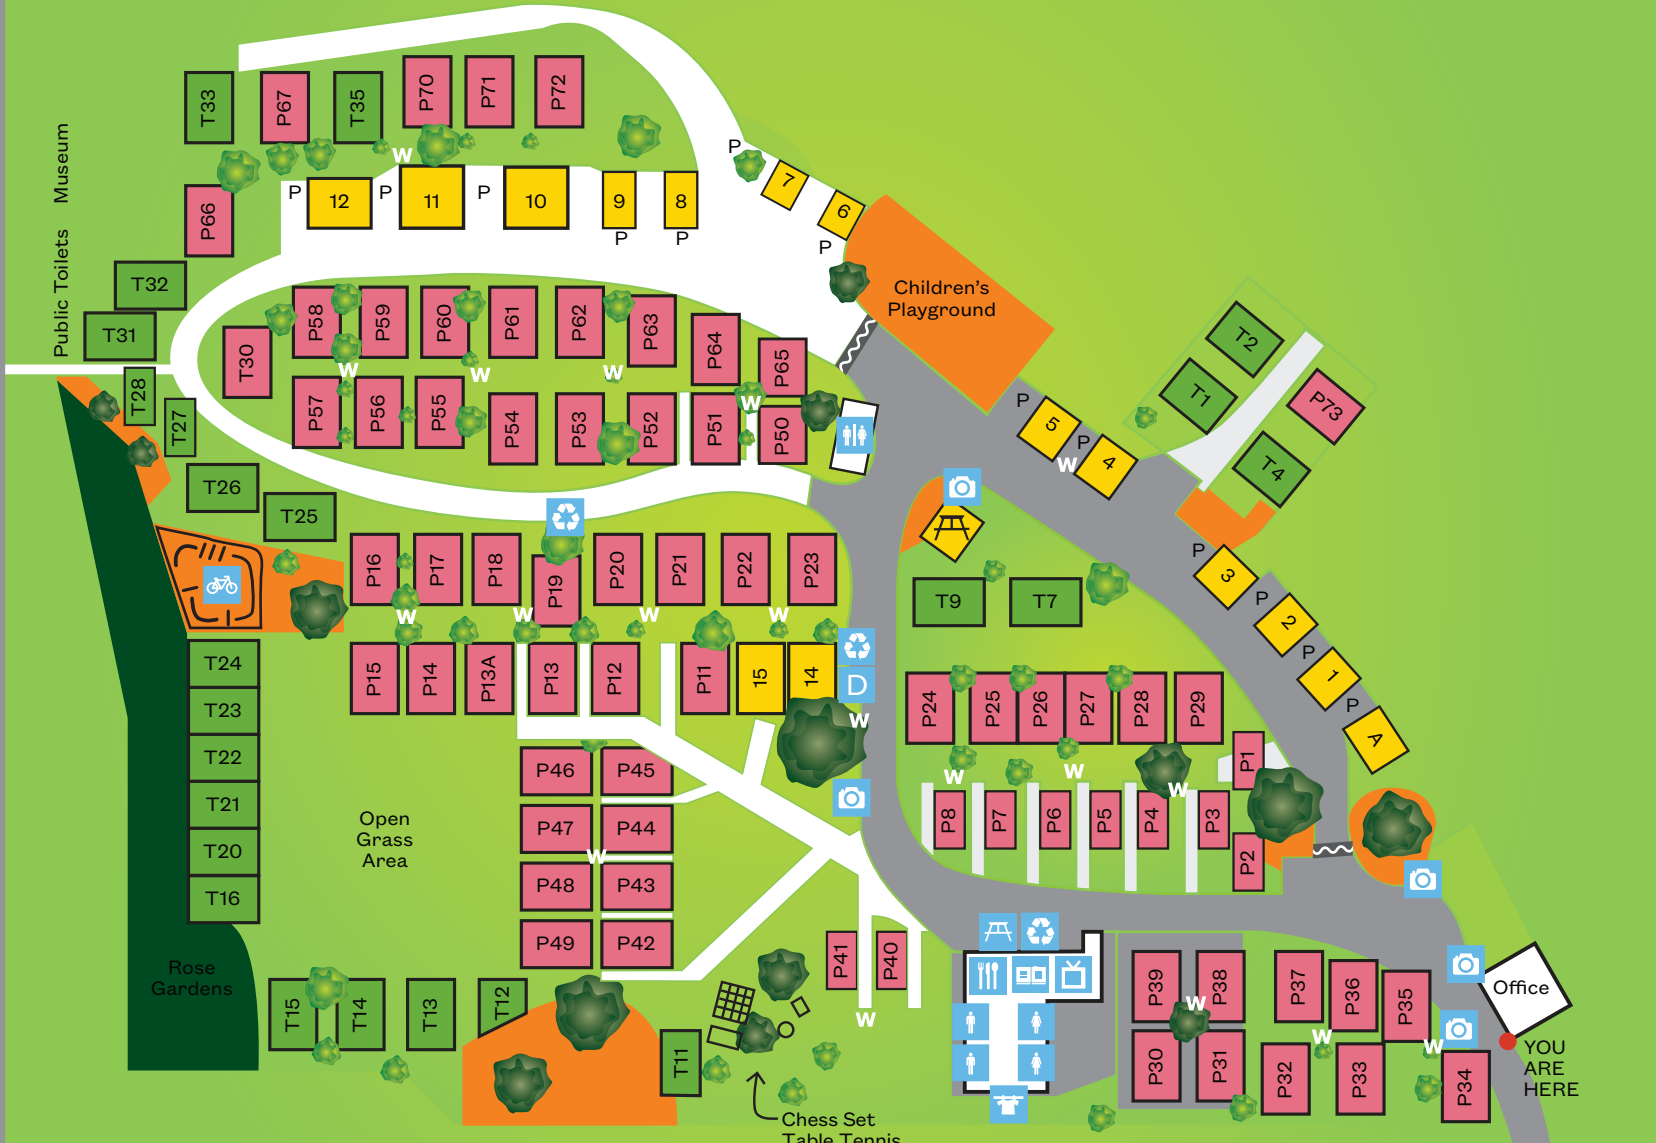 T33
P67
T35
P70
P71
P72
W
P
12
P
11
P
10
9
8
P
P
P
7
6
P
Museum
Public Toilets
P66
T32
T31
T28
T27
T26
T25
Children's
Playground
T30
P58
P59
P60
P61
P62
P63
P64
P65
W
W
W
W
P57
P56
P55
P54
P53
P52
P51
P50
P
5
P
W
4
T2
T1
P73
T4
P
3
P
2
P
1
P
A
T9
T7
P16
P17
P18
P19
P20
P21
P22
P23
W
W
W
W
P15
P14
P13A
P13
P12
P11
15
14
D
W
T24
T23
T22
T21
T20
T16
P24
P25
P26
P27
P28
P29
P1
W
W
W
P8
P7
P6
P5
P4
P3
P2
Open
Grass
Area
P46
P45
P47
P44
W
P48
P43
P49
P42
Rose
Gardens
T15
T14
T13
T12
T11
P41
P40
W
Chess Set
Table Tennis
P39
P38
W
P30
P31
P37
P36
P35
W
W
P32
P33
P34
Office
YOU
ARE
HERE